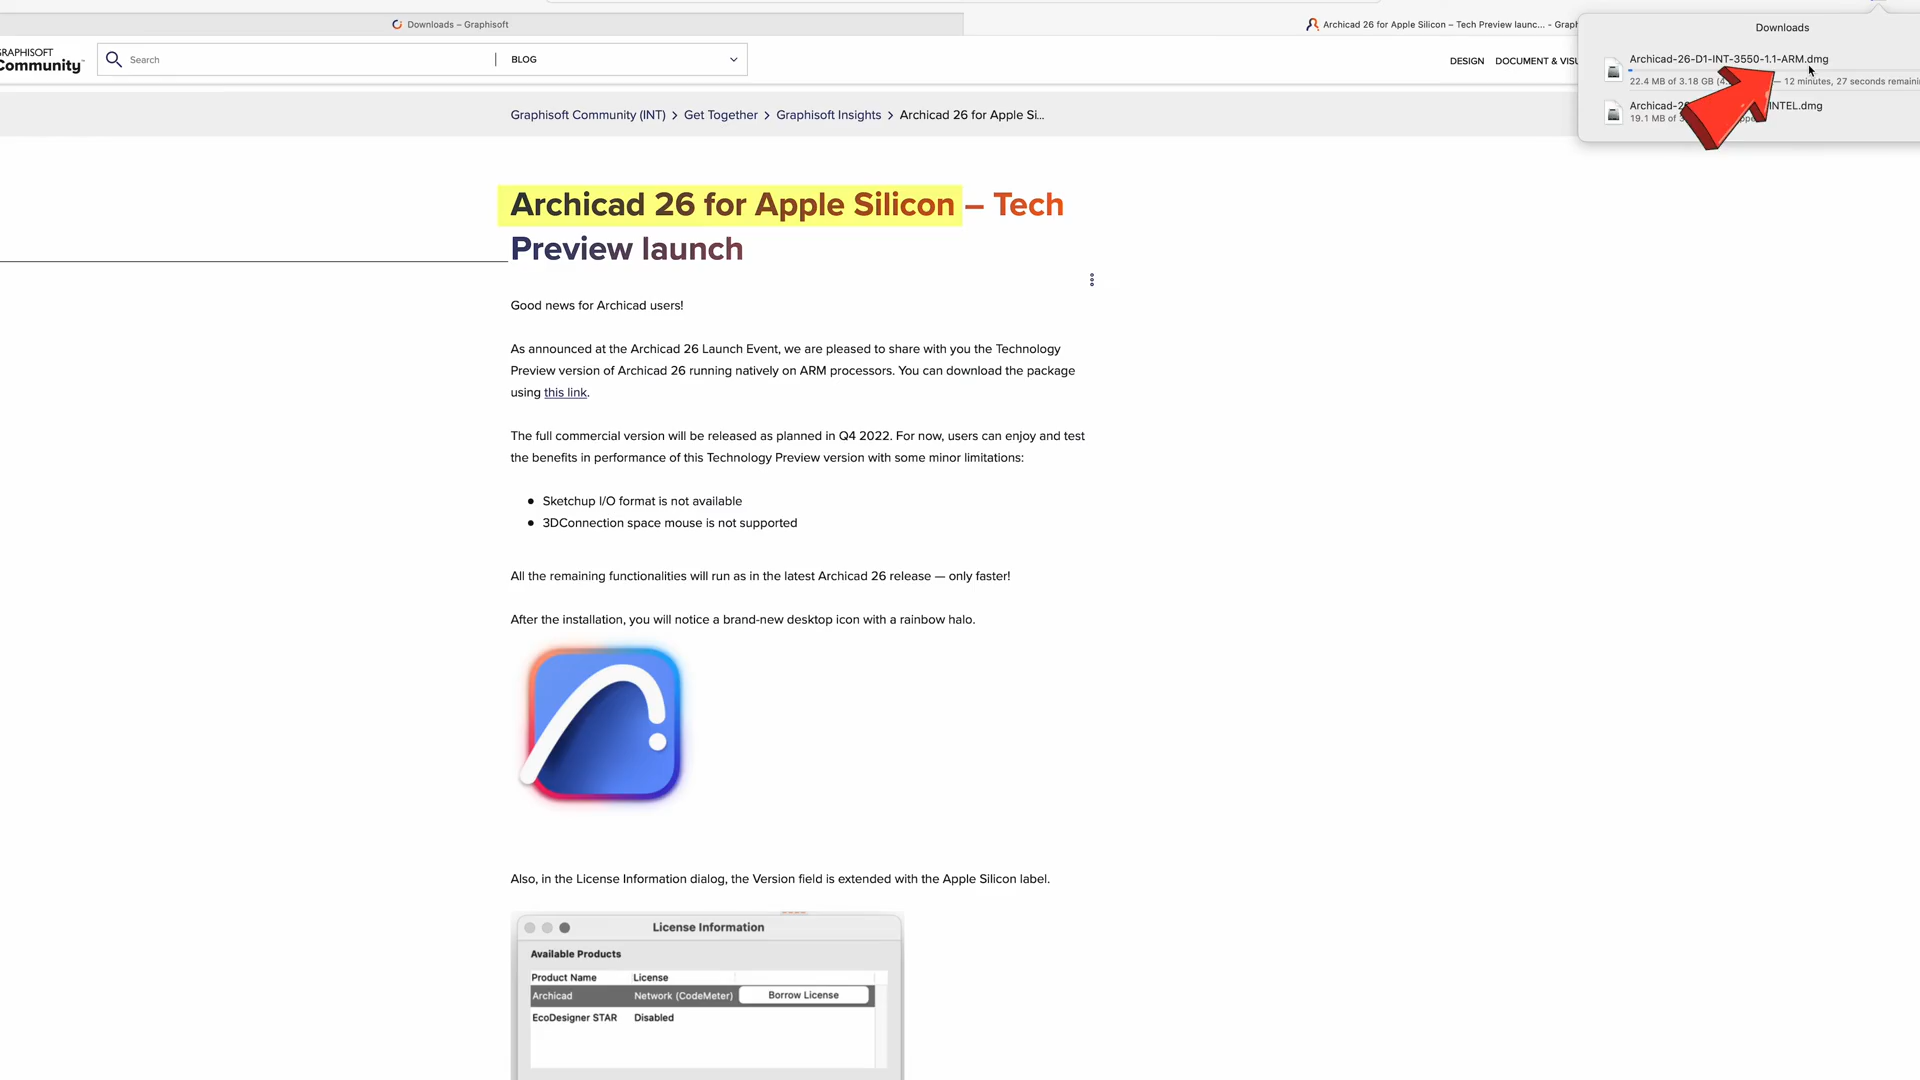 Downloads – Graphisoft
Archicad 26 for Apple Silicon – Tech Preview launc... - Graph
Downloads
GRAPHISOFT
Community
Search
BLOG
DESIGN
DOCUMENT & VISU
Archicad-26-D1-INT-3550-1.1-ARM.dmg
22.4 MB of 3.18 GB — 12 minutes, 27 seconds remaini
INTEL.dmg
19.1 MB of
Graphisoft Community (INT) > Get Together > Graphisoft Insights > Archicad 26 for Apple Si...
Archicad 26 for Apple Silicon – Tech
Preview launch
Good news for Archicad users!
As announced at the Archicad 26 Launch Event, we are pleased to share with you the Technology
Preview version of Archicad 26 running natively on ARM processors. You can download the package
using this link.
The full commercial version will be released as planned in Q4 2022. For now, users can enjoy and test
the benefits in performance of this Technology Preview version with some minor limitations:
Sketchup I/O format is not available
3DConnection space mouse is not supported
All the remaining functionalities will run as in the latest Archicad 26 release — only faster!
After the installation, you will notice a brand-new desktop icon with a rainbow halo.
Also, in the License Information dialog, the Version field is extended with the Apple Silicon label.
License Information
Available Products
Product Name License
Archicad Network (CodeMeter) Borrow License
EcoDesigner STAR Disabled